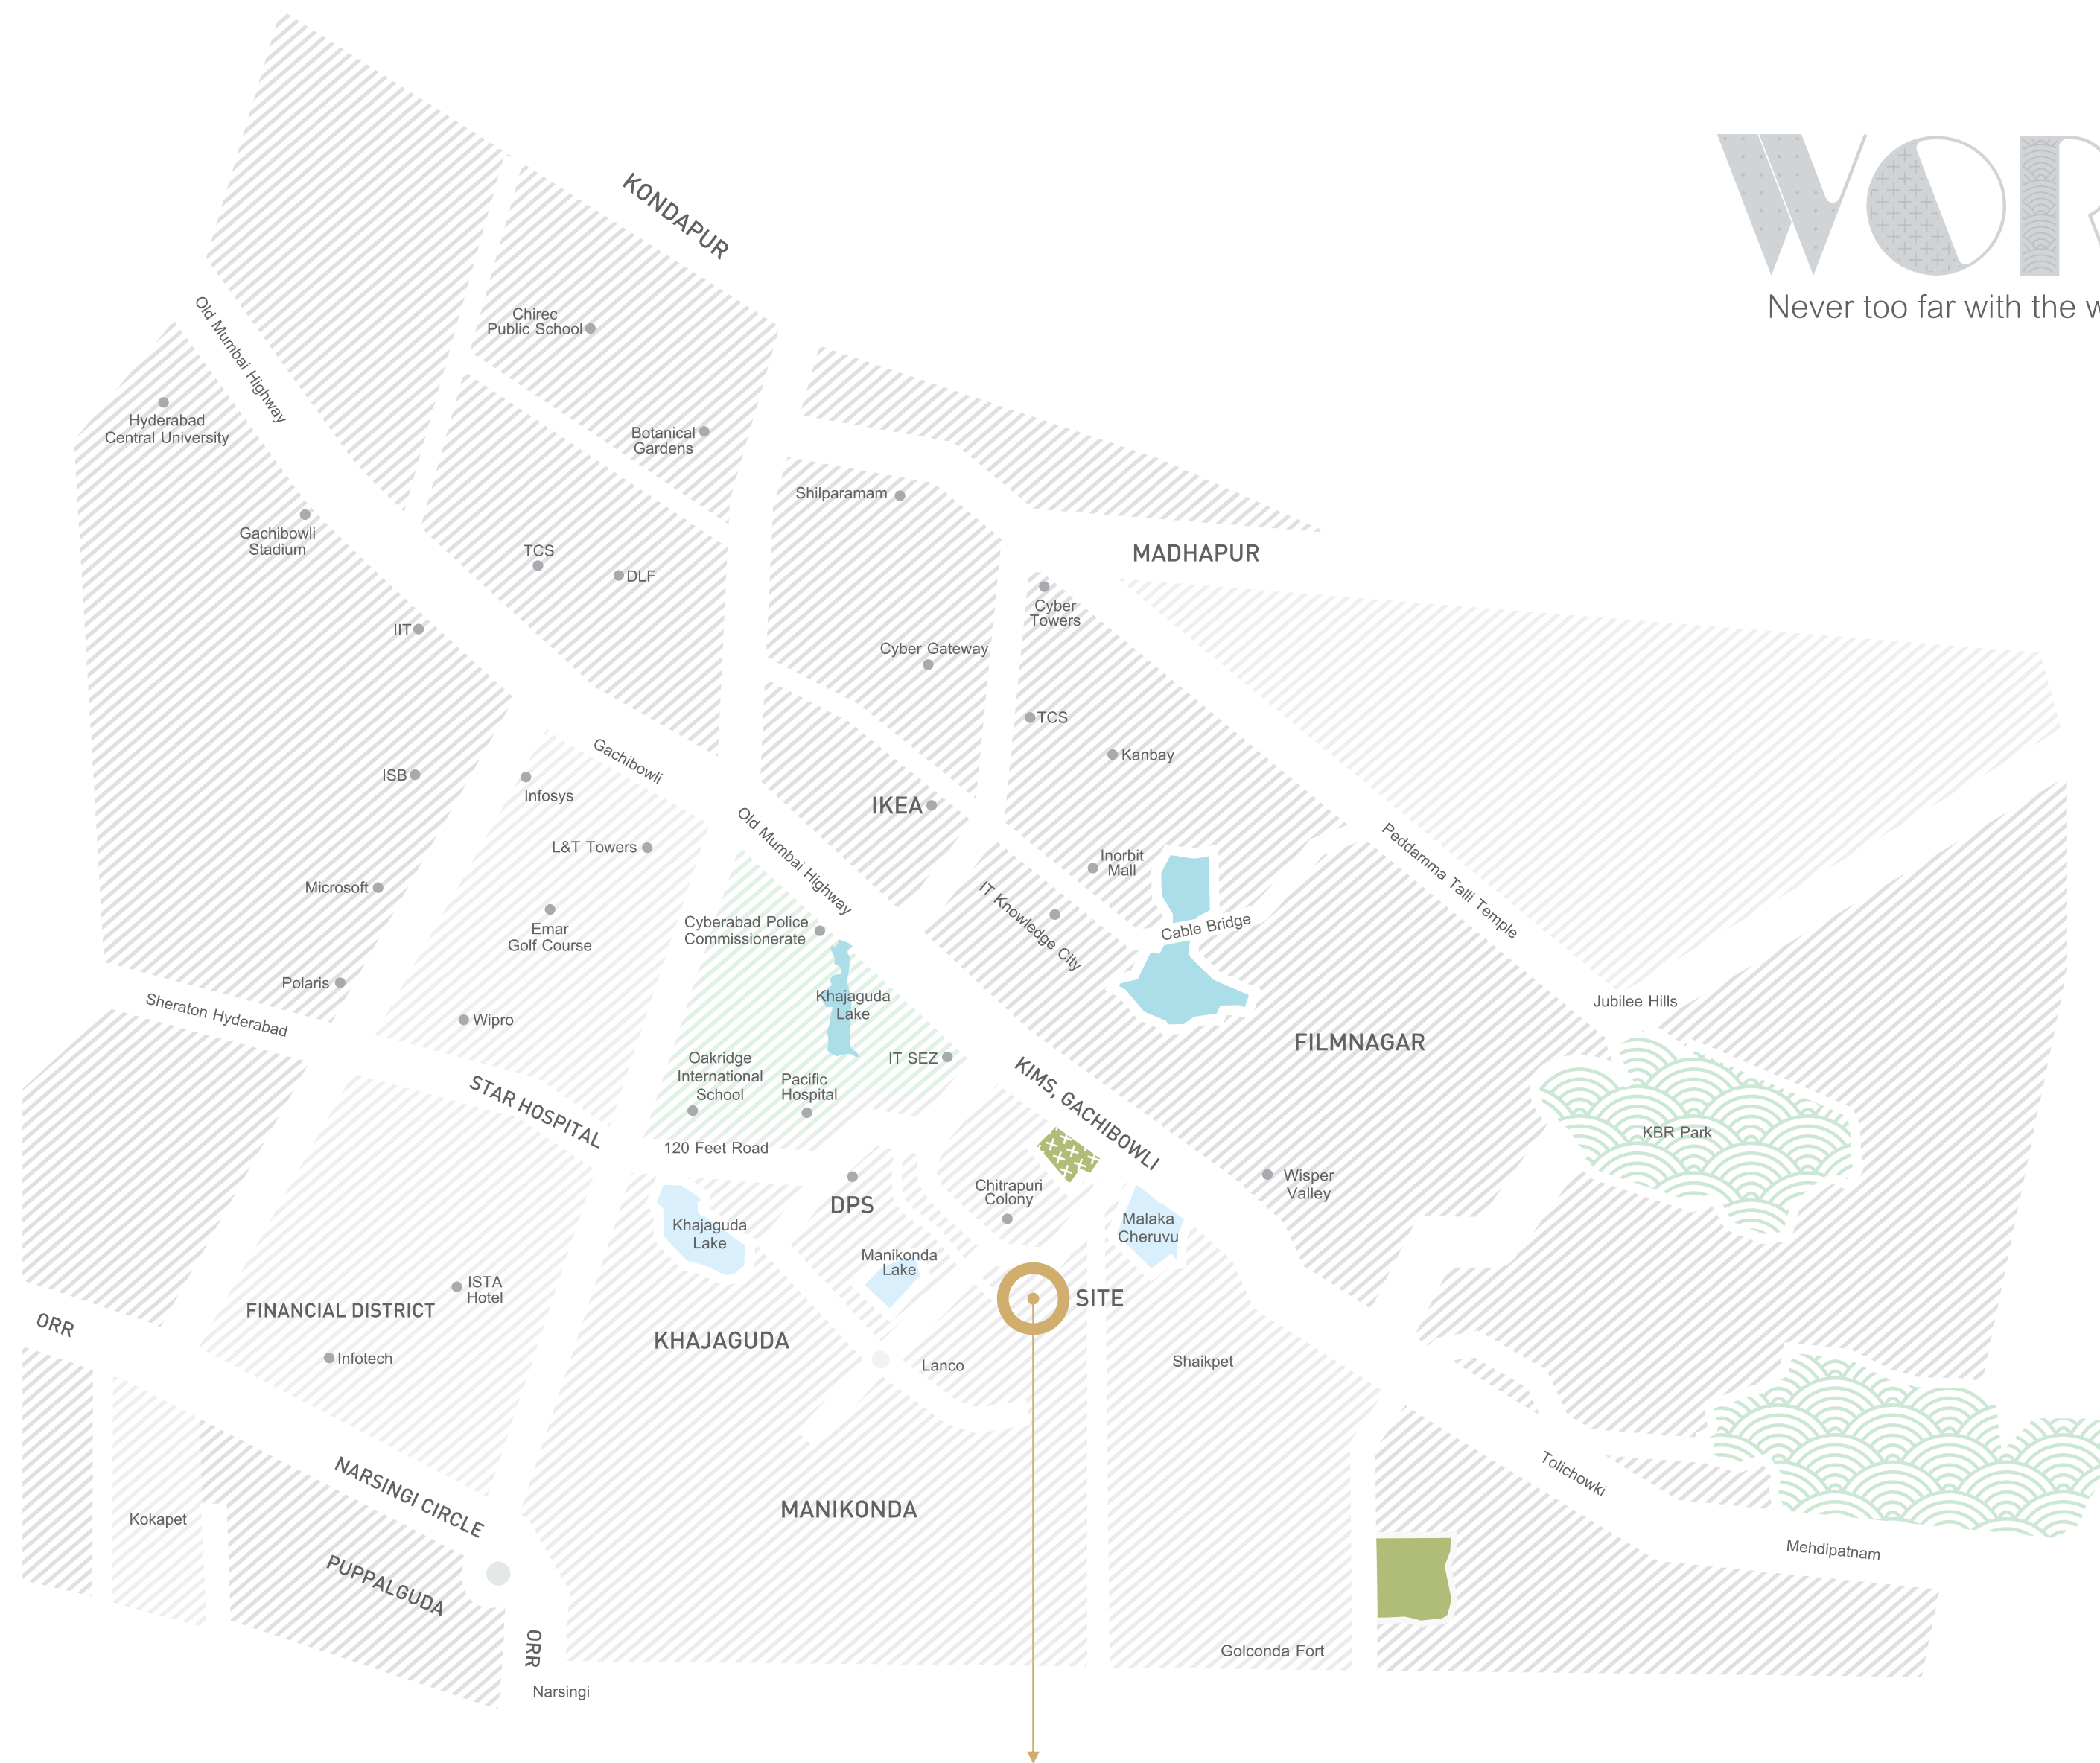 WOR
Never too far with the w
KONDAPUR
Old Mumbai Highway
Chirec
Public School
Hyderabad
Central University
Botanical
Gardens
Shilparamam
Gachibowli
Stadium
TCS
DLF
MADHAPUR
Cyber
Towers
IIT
Cyber Gateway
TCS
Kanbay
Gachibowli
ISB
Infosys
IKEA
Old Mumbai Highway
L&T Towers
Inorbit
Mall
Peddamma Talli Temple
Microsoft
Emar
Golf Course
Cyberabad Police
Commissionerate
IT Knowledge City
Cable Bridge
Polaris
Khajaguda
Lake
Jubilee Hills
Sheraton Hyderabad
Wipro
FILMNAGAR
Oakridge
International
School
Pacific
Hospital
IT SEZ
KIMS, GACHIBOWLI
STAR HOSPITAL
KBR Park
120 Feet Road
Chitrapuri
Colony
Wisper
Valley
DPS
Khajaguda
Lake
Malaka
Cheruvu
Manikonda
Lake
ISTA
Hotel
SITE
FINANCIAL DISTRICT
ORR
KHAJAGUDA
Infotech
Lanco
Shaikpet
NARSINGI CIRCLE
Tolichowki
MANIKONDA
Kokapet
Mehdipatnam
PUPPALGUDA
ORR
Golconda Fort
Narsingi